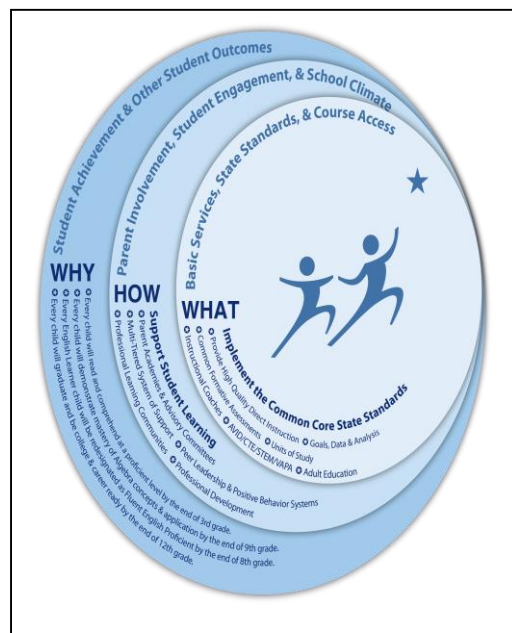 Student Achievement & Other Student Outcomes
WHY
✪ Every child will read and comprehend at a proficient level by the end of 3rd grade.
✪ Every child will demonstrate mastery of Algebra concepts & application by the end of 9th grade.
✪ Every English Learner child will be redesignated as Fluent English Proficient by the end of 8th grade.
✪ Every child will graduate and be college & career ready by the end of 12th grade.
Parent Involvement, Student Engagement, & School Climate
HOW
Support Student Learning
✪ Parent Academies & Advisory Committees
✪ Multi-Tiered System of Support ✪ Peer Leadership & Positive Behavior Systems
✪ Professional Learning Communities ✪ Professional Development
Basic Services, State Standards, & Course Access
WHAT
Implement the Common Core State Standards
✪ Provide High Quality Direct Instruction ✪ Goals, Data & Analysis
✪ Common Formative Assessments ✪ Units of Study
✪ Instructional Coaches ✪ AVID/CTE/STEM/VAPA ✪ Adult Education